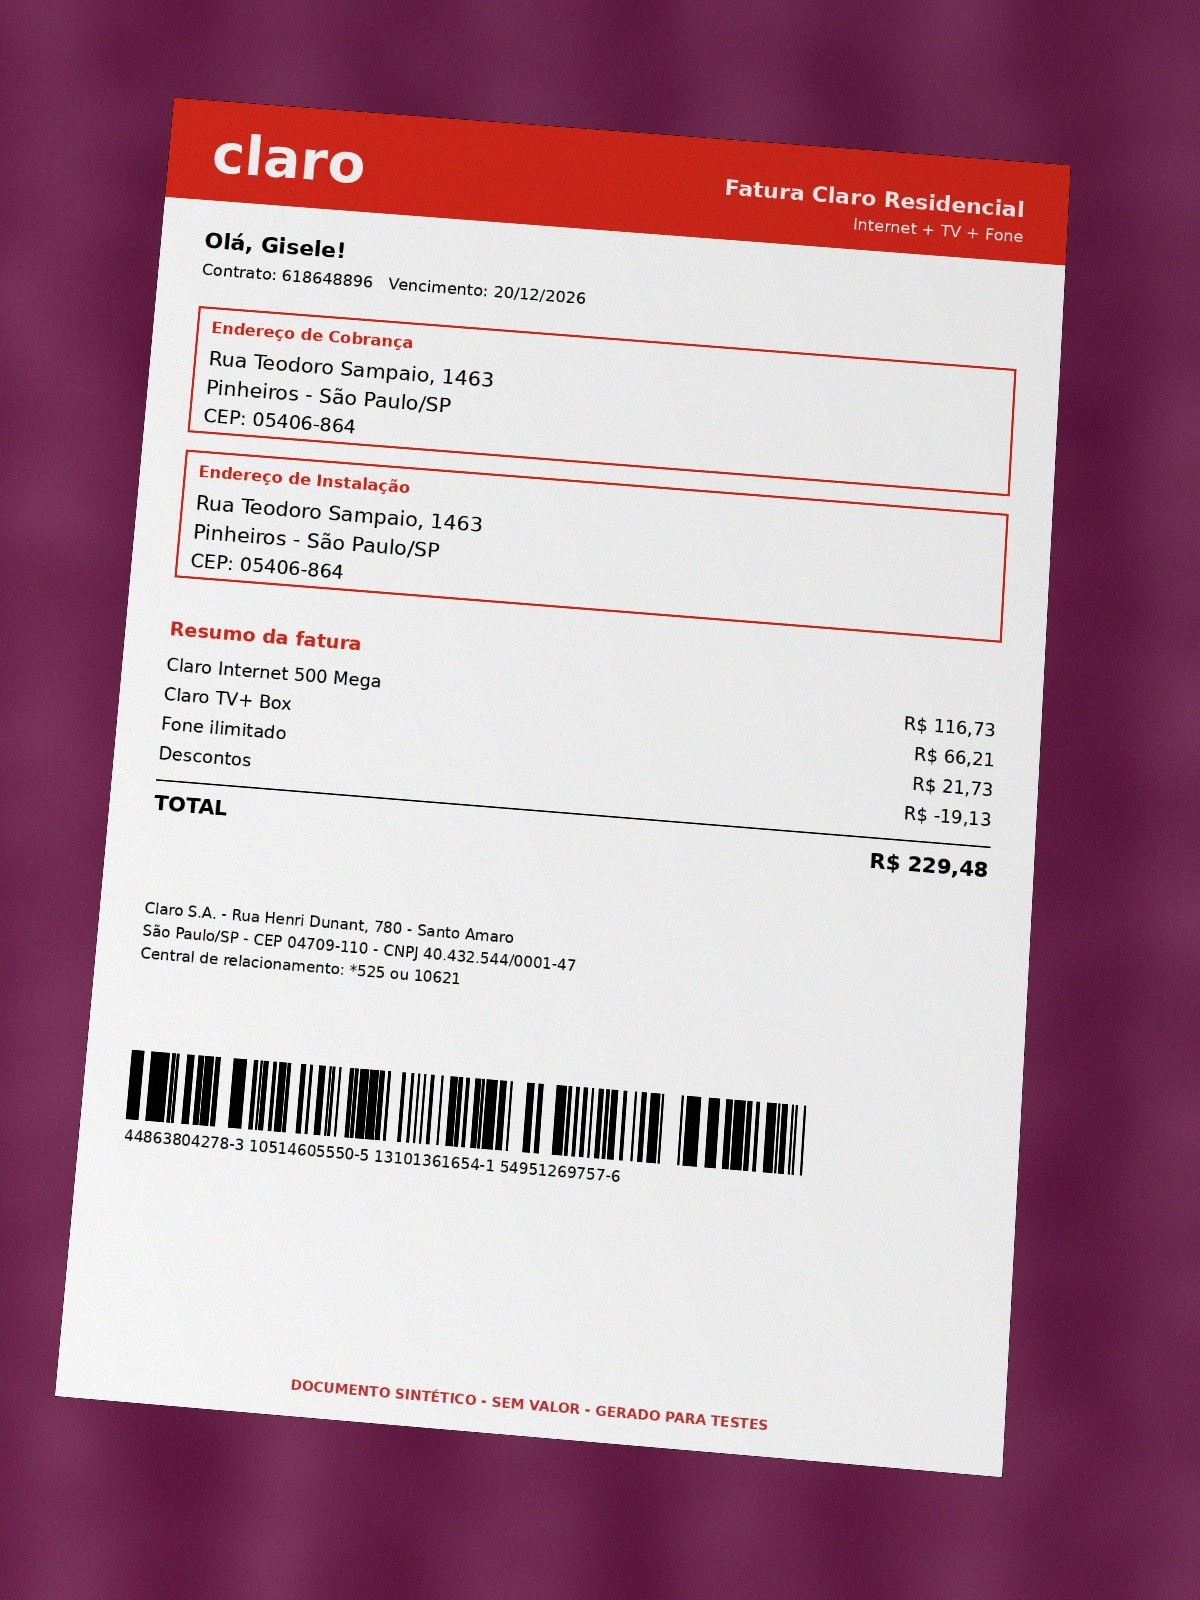 claro
Fatura Claro Residencial
Internet + TV + Fone
Olá, Gisele!
Contrato: 618648896 Vencimento: 20/12/2026
Endereço de Cobrança
Rua Teodoro Sampaio, 1463
Pinheiros - São Paulo/SP
CEP: 05406-864
Endereço de Instalação
Rua Teodoro Sampaio, 1463
Pinheiros - São Paulo/SP
CEP: 05406-864
Resumo da fatura
Claro Internet 500 Mega R$ 116,73
Claro TV+ Box R$ 66,21
Fone ilimitado R$ 21,73
Descontos R$ -19,13
TOTAL R$ 229,48
Claro S.A. - Rua Henri Dunant, 780 - Santo Amaro
São Paulo/SP - CEP 04709-110 - CNPJ 40.432.544/0001-47
Central de relacionamento: *525 ou 10621
44863804278-3 10514605550-5 13101361654-1 54951269757-6
DOCUMENTO SINTÉTICO - SEM VALOR - GERADO PARA TESTES